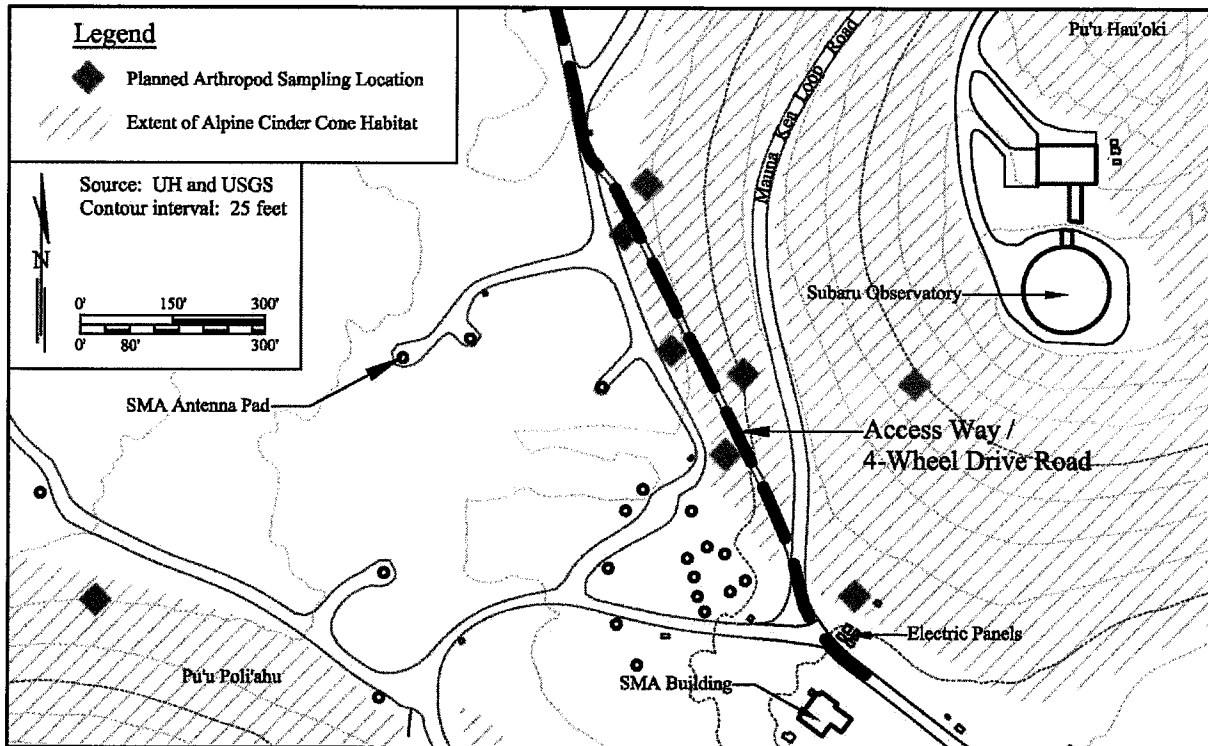 Legend
Planned Arthropod Sampling Location
Extent of Alpine Cinder Cone Habitat
Source: UH and USGS
Contour interval: 25 feet
N
0' 150' 300'
0' 80' 300'
Pu'u Hau'oki
Mauna Kea Loop Road
Subaru Observatory
SMA Antenna Pad
Access Way /
4-Wheel Drive Road
Electric Panels
Pu'u Poli'ahu
SMA Building